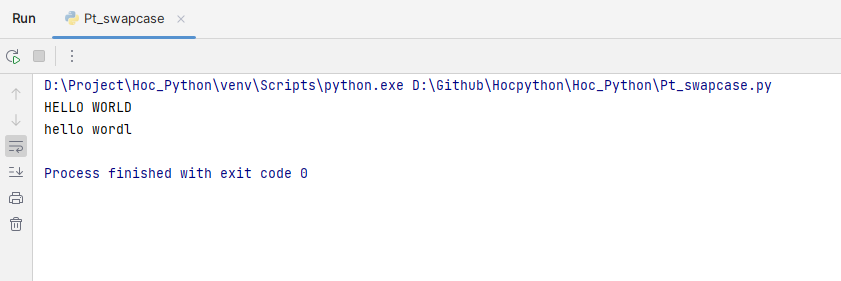 Run Pt_swapcase
D:\Project\Hoc_Python\venv\Scripts\python.exe D:\Github\Hocpython\Hoc_Python\Pt_swapcase.py
HELLO WORLD
hello wordl
Process finished with exit code 0